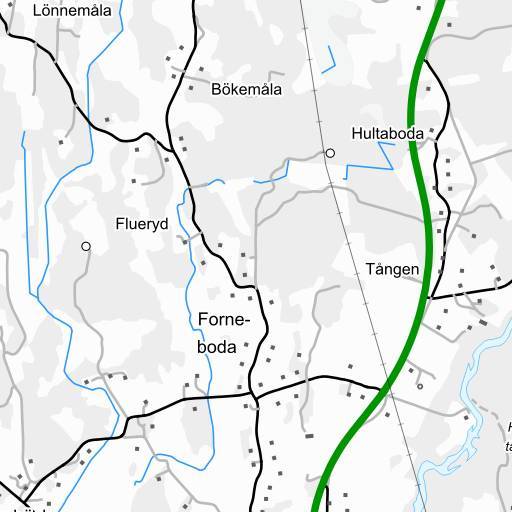 Lönnemåla
Bökemåla
Hultaboda
Flueryd
Tången
Forne-
boda